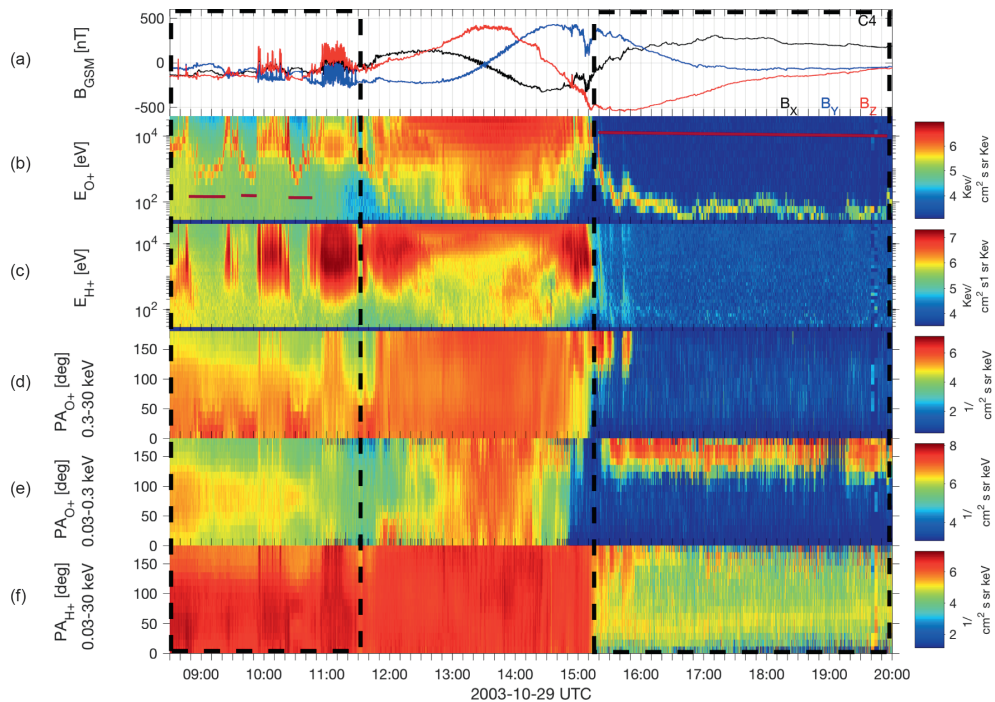 C4
(a)
B_GSM [nT]
500
0
-500
B_X B_Y B_Z
(b)
E_O+ [eV]
10^4
10^2
6
5
4
Kev/
cm^2 s sr Kev
(c)
E_H+ [eV]
10^4
10^2
7
6
5
4
Kev/
cm^2 s1 sr Kev
(d)
PA_O+ [deg]
0.3-30 keV
150
100
50
0
6
4
2
1/
cm^2 s sr keV
(e)
PA_O+ [deg]
0.03-0.3 keV
150
100
50
0
8
6
4
1/
cm^2 s sr keV
(f)
PA_H+ [deg]
0.03-30 keV
150
100
50
0
6
4
2
1/
cm^2 s sr keV
09:00 10:00 11:00 12:00 13:00 14:00 15:00 16:00 17:00 18:00 19:00 20:00
2003-10-29 UTC